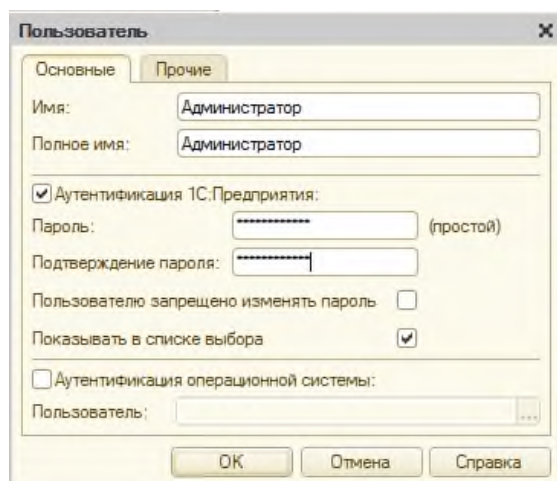 Пользователь
Основные Прочие
Имя: Администратор
Полное имя: Администратор
Аутентификация 1С:Предприятия:
Пароль: ************ (простой)
Подтверждение пароля: ************
Пользователю запрещено изменять пароль
Показывать в списке выбора
Аутентификация операционной системы:
Пользователь: ...
ОК Отмена Справка